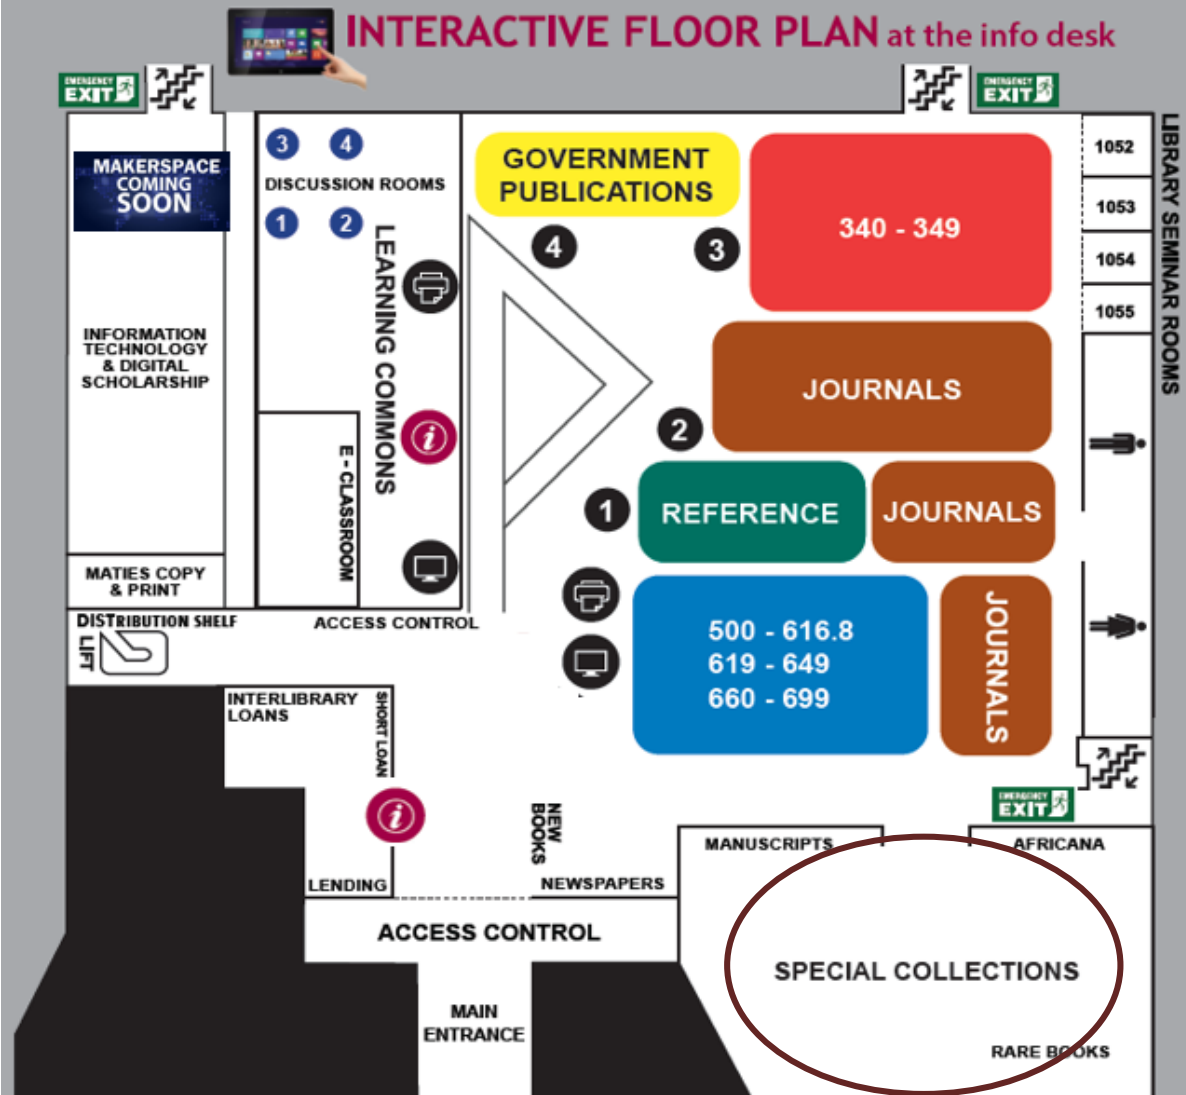 INTERACTIVE FLOOR PLAN at the info desk
EMERGENCY
EXIT
EMERGENCY
EXIT
MAKERSPACE
COMING
SOON
3
4
DISCUSSION ROOMS
1
2
LEARNING COMMONS
GOVERNMENT
PUBLICATIONS
4
3
340 - 349
1052
1053
1054
1055
LIBRARY SEMINAR ROOMS
INFORMATION
TECHNOLOGY
& DIGITAL
SCHOLARSHIP
JOURNALS
2
i
E - CLASSROOM
1
REFERENCE
JOURNALS
MATIES COPY
& PRINT
DISTRIBUTION SHELF
LIFT
ACCESS CONTROL
500 - 616.8
619 - 649
660 - 699
JOURNALS
INTERLIBRARY
LOANS
SHORT LOAN
i
LENDING
NEW
BOOKS
NEWSPAPERS
EMERGENCY
EXIT
MANUSCRIPTS
AFRICANA
ACCESS CONTROL
SPECIAL COLLECTIONS
MAIN
ENTRANCE
RARE BOOKS